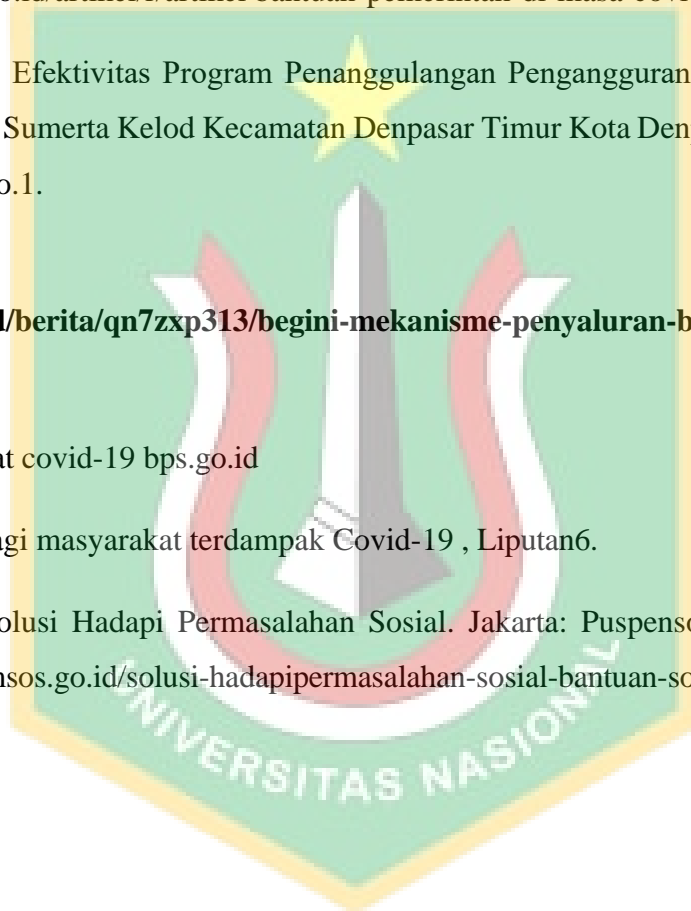 Efektivitas Program Penanggulangan Pengangguran
Sumerta Kelod Kecamatan Denpasar Timur Kota Denp
o.1.
l/berita/qn7zxp313/begini-mekanisme-penyaluran-b
at covid-19 bps.go.id
agi masyarakat terdampak Covid-19 , Liputan6.
olusi Hadapi Permasalahan Sosial. Jakarta: Puspenso
nsos.go.id/solusi-hadapipermasalahan-sosial-bantuan-so
UNIVERSITAS NASIONAL